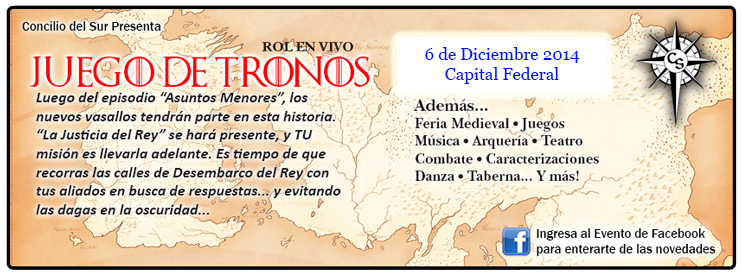 Concilio del Sur Presenta
ROL EN VIVO
JUEGO DE TRONOS
Luego del episodio “Asuntos Menores”, los
nuevos vasallos tendrán parte en esta historia.
“La Justicia del Rey” se hará presente, y TU
misión es llevarla adelante. Es tiempo de que
recorras las calles de Desembarco del Rey con
tus aliados en busca de respuestas... y evitando
las dagas en la oscuridad...
6 de Diciembre 2014
Capital Federal
CS
Además...
Feria Medieval • Juegos
Música • Arquería • Teatro
Combate • Caracterizaciones
Danza • Taberna... Y más!
f
Ingresa al Evento de Facebook
para enterarte de las novedades